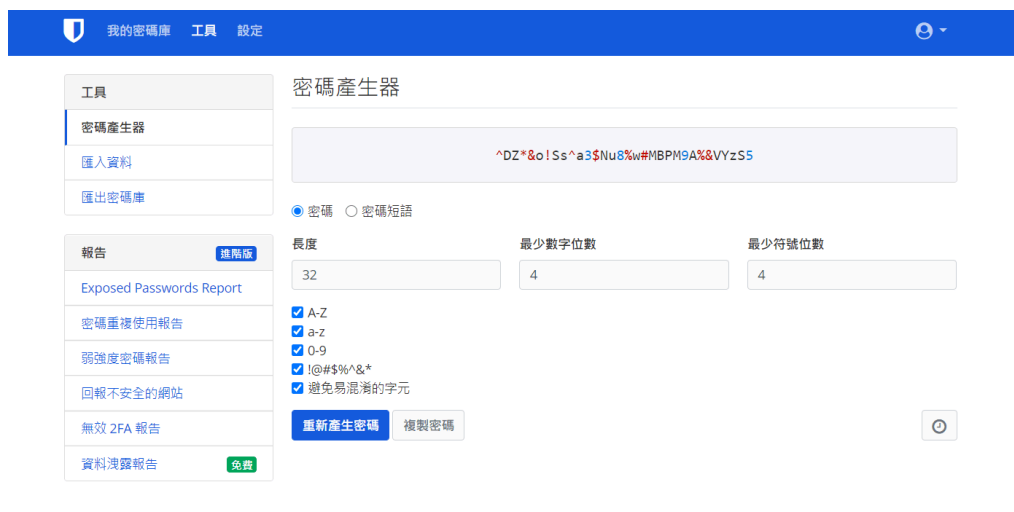 我的密碼庫 工具 設定
工具
密碼產生器
匯入資料
匯出密碼庫
報告 進階版
Exposed Passwords Report
密碼重複使用報告
弱強度密碼報告
回報不安全的網站
無效 2FA 報告
資料洩露報告 免費
密碼產生器
^DZ*&o!Ss^a3$Nu8%w#MBPM9A%&VYzS5
密碼 密碼短語
長度 最少數字位數 最少符號位數
32 4 4
A-Z
a-z
0-9
!@#$%^&*
避免易混淆的字元
重新產生密碼 複製密碼